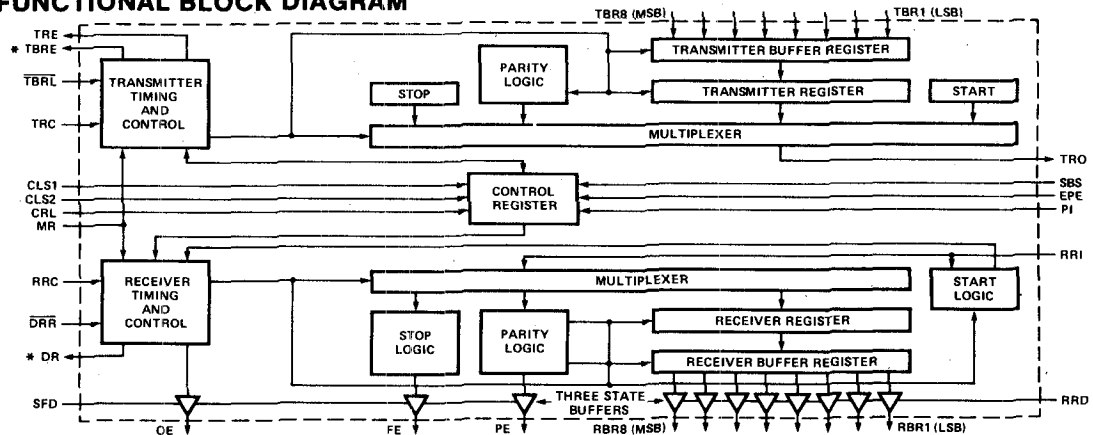 FUNCTIONAL BLOCK DIAGRAM
TBR8 (MSB)
TBR1 (LSB)
TRE
* TBRE
TBRL
TRC
TRANSMITTER
TIMING
AND
CONTROL
STOP
PARITY
LOGIC
TRANSMITTER BUFFER REGISTER
TRANSMITTER REGISTER
START
MULTIPLEXER
TRO
CLS1
CLS2
CRL
MR
CONTROL
REGISTER
SBS
EPE
PI
RRI
RRC
DRR
* DR
RECEIVER
TIMING
AND
CONTROL
MULTIPLEXER
START
LOGIC
STOP
LOGIC
PARITY
LOGIC
RECEIVER REGISTER
RECEIVER BUFFER REGISTER
SFD
THREE STATE
BUFFERS
RRD
OE
FE
PE
RBR8 (MSB)
RBR1 (LSB)